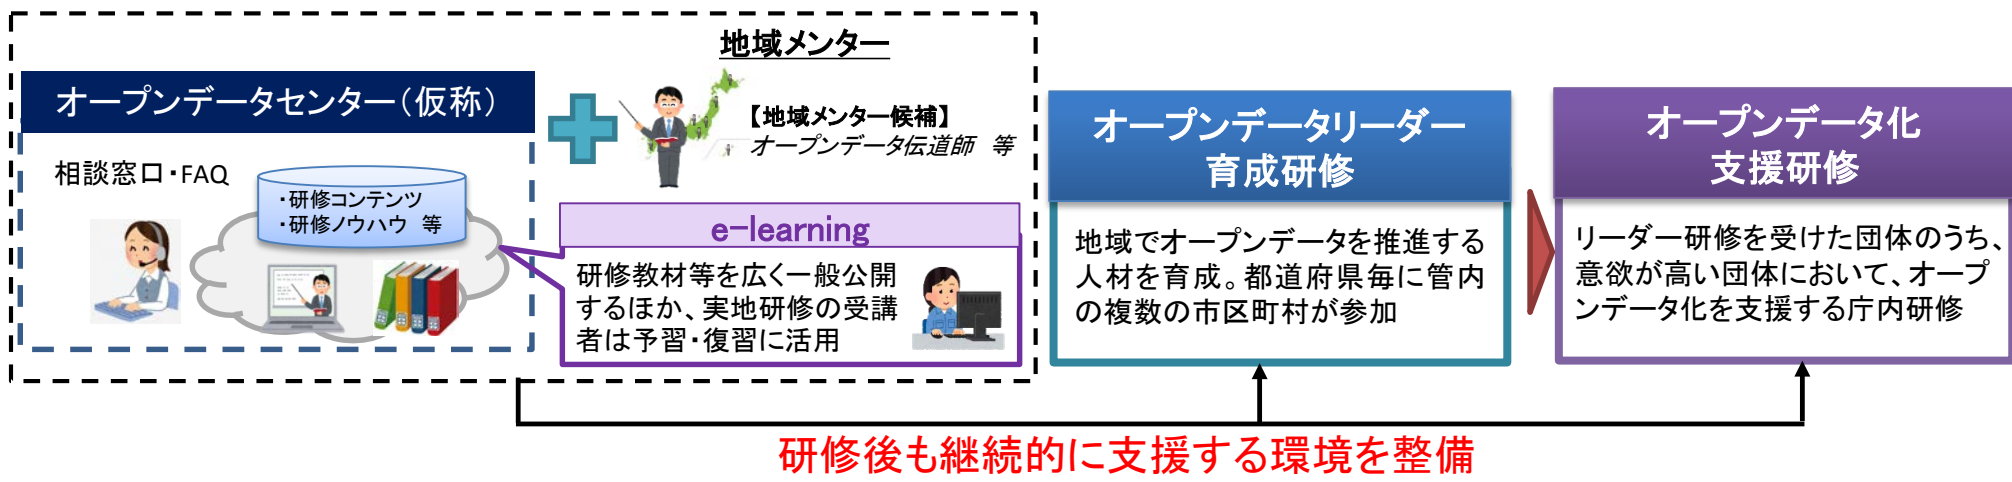 地域メンター
オープンデータセンター（仮称）
【地域メンター候補】
オープンデータ伝道師　等
相談窓口・FAQ
・研修コンテンツ
・研修ノウハウ　等
e-learning
研修教材等を広く一般公開
するほか、実地研修の受講
者は予習・復習に活用
オープンデータリーダー
育成研修
地域でオープンデータを推進する
人材を育成。都道府県毎に管内
の複数の市区町村が参加
オープンデータ化
支援研修
リーダー研修を受けた団体のうち、
意欲が高い団体において、オープ
ンデータ化を支援する庁内研修
研修後も継続的に支援する環境を整備